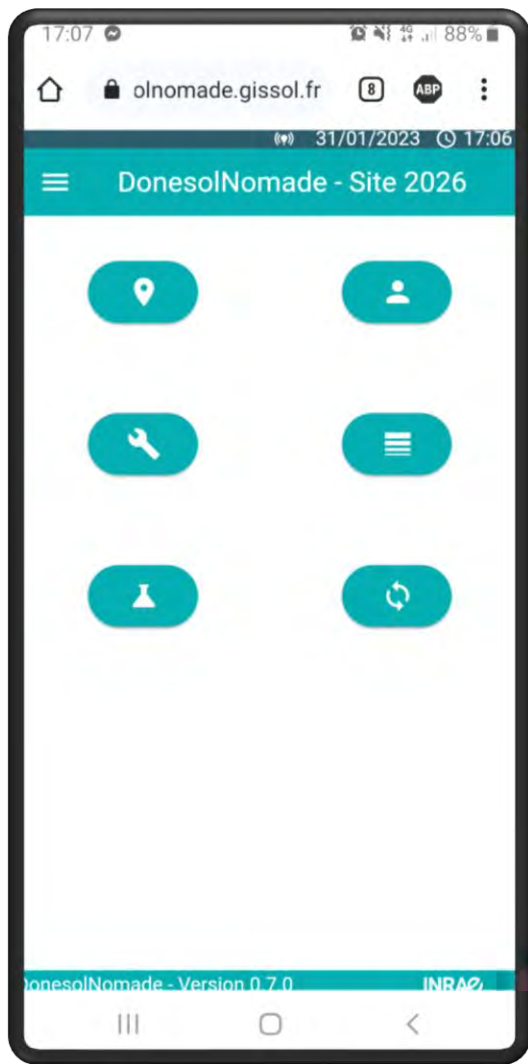 17:07 4G 88%
olnomade.gissol.fr 8 ABP
31/01/2023 17:06
DonesolNomade - Site 2026
onesolNomade - Version 0.7.0 INRAE